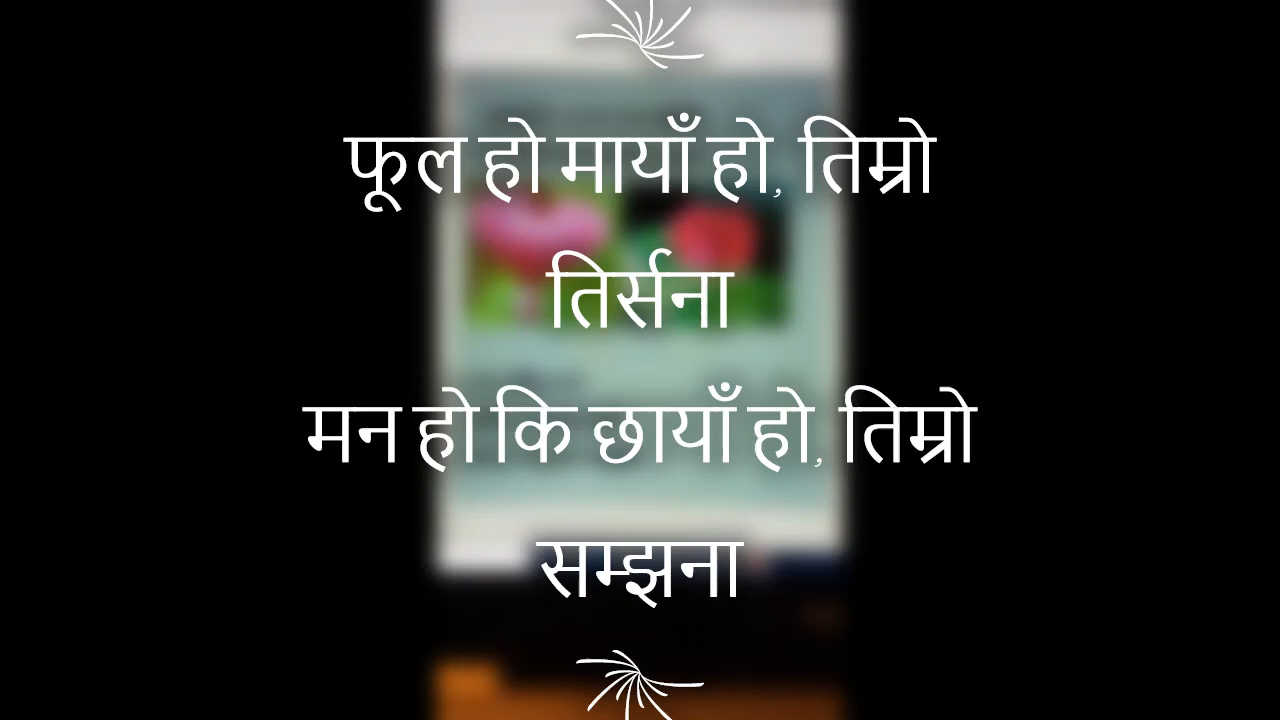 फूल हो मायाँ हो, तिम्रो
तिर्सना
मन हो कि छायाँ हो, तिम्रो
सम्झना